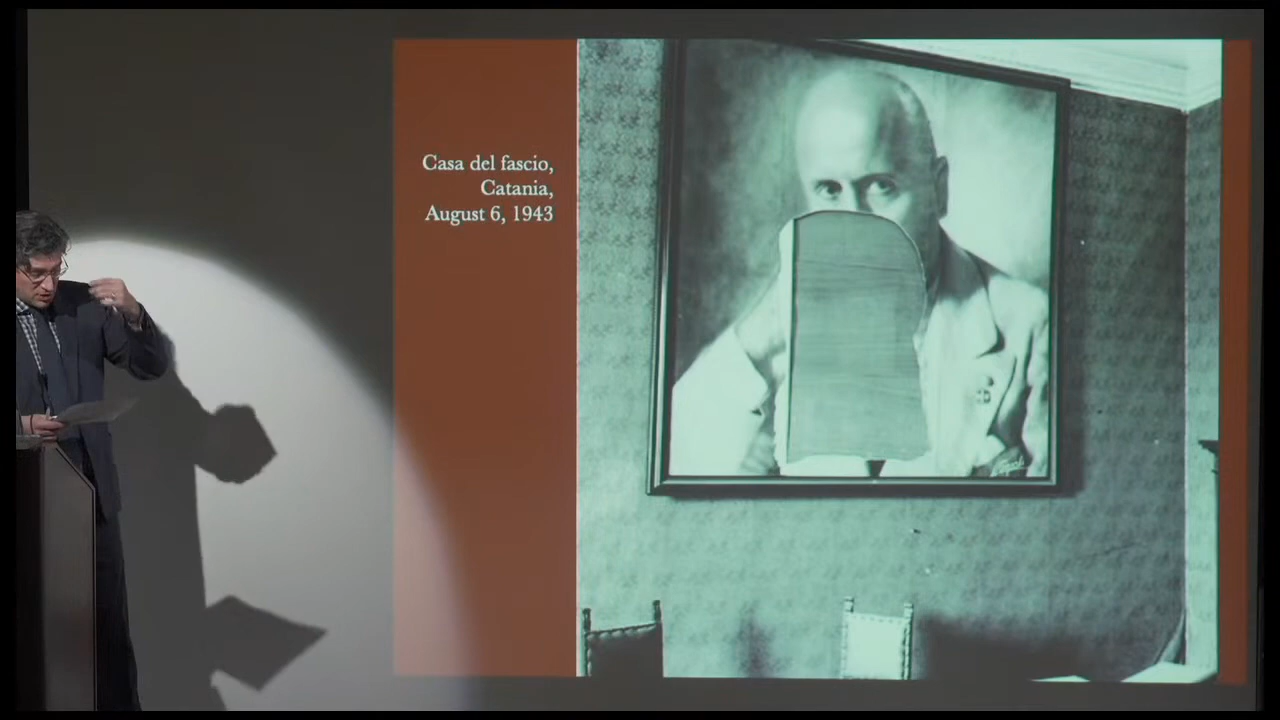 Casa del fascio,
Catania,
August 6, 1943